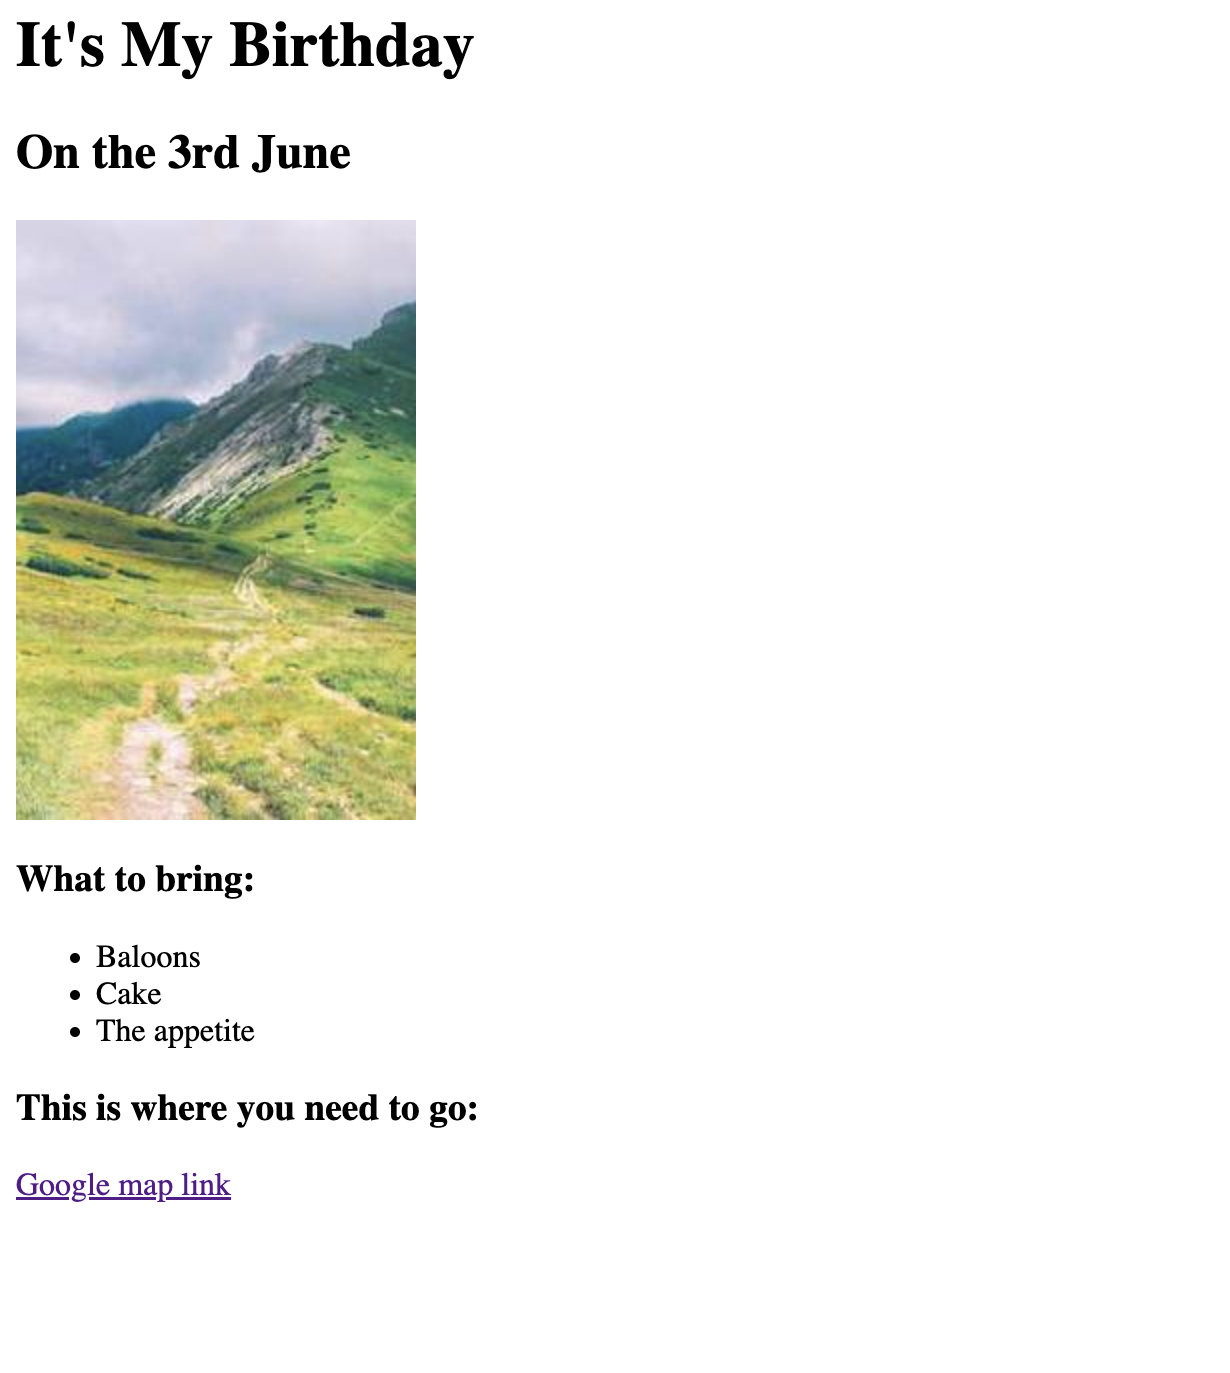 It's My Birthday
On the 3rd June
What to bring:
Baloons
Cake
The appetite
This is where you need to go:
Google map link